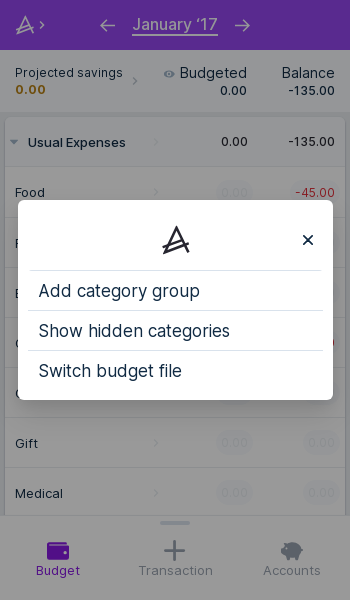 January ‘17
Projected savings
0.00
Budgeted
0.00
Balance
-135.00
Usual Expenses 0.00 -135.00
Food 0.00 -45.00
Add category group
Show hidden categories
Switch budget file
Gift 0.00 0.00
Medical 0.00 0.00
Budget Transaction Accounts